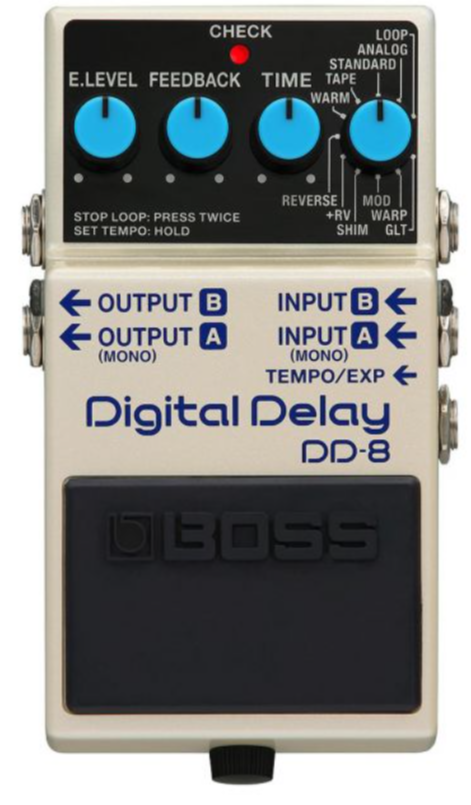 CHECK
E.LEVEL FEEDBACK TIME
LOOP
ANALOG
STANDARD
TAPE
WARM
REVERSE
+RV
SHIM
MOD
WARP
GLT
STOP LOOP: PRESS TWICE
SET TEMPO: HOLD
OUTPUT B
OUTPUT A
(MONO)
INPUT B
INPUT A
(MONO)
TEMPO/EXP
Digital Delay
DD-8
BOSS